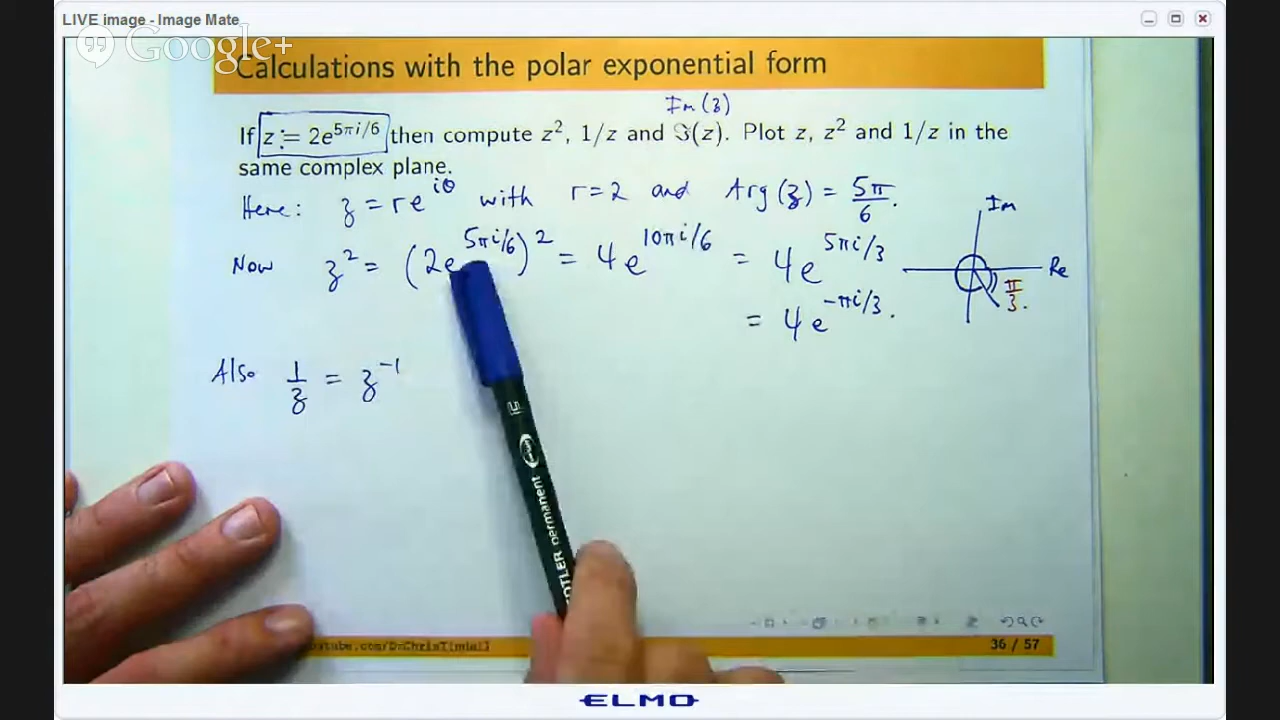 LIVE image - Image Mate
Google+
Calculations with the polar exponential form
Im(z)
If z := 2e^{5πi/6} then compute z², 1/z and ℑ(z). Plot z, z² and 1/z in the
same complex plane.
Here: z = re^{iθ} with r = 2 and Arg(z) = 5π/6.
Im
Now z² = (2e^{5πi/6})² = 4e^{10πi/6} = 4e^{5πi/3}
Re
π/3.
= 4e^{-πi/3}.
Also 1/z = z^{-1}
36 / 57
ELMO